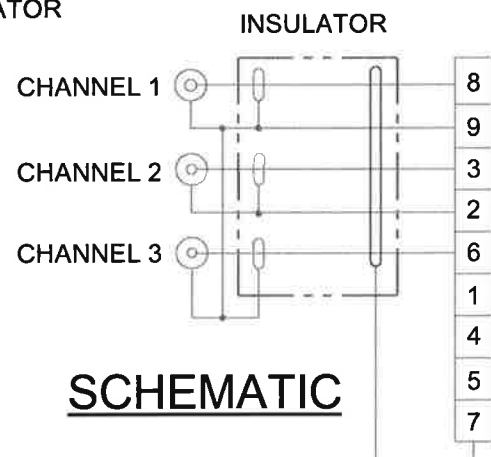 ATOR
INSULATOR
CHANNEL 1
8
9
CHANNEL 2
3
2
CHANNEL 3
6
1
4
SCHEMATIC
5
7